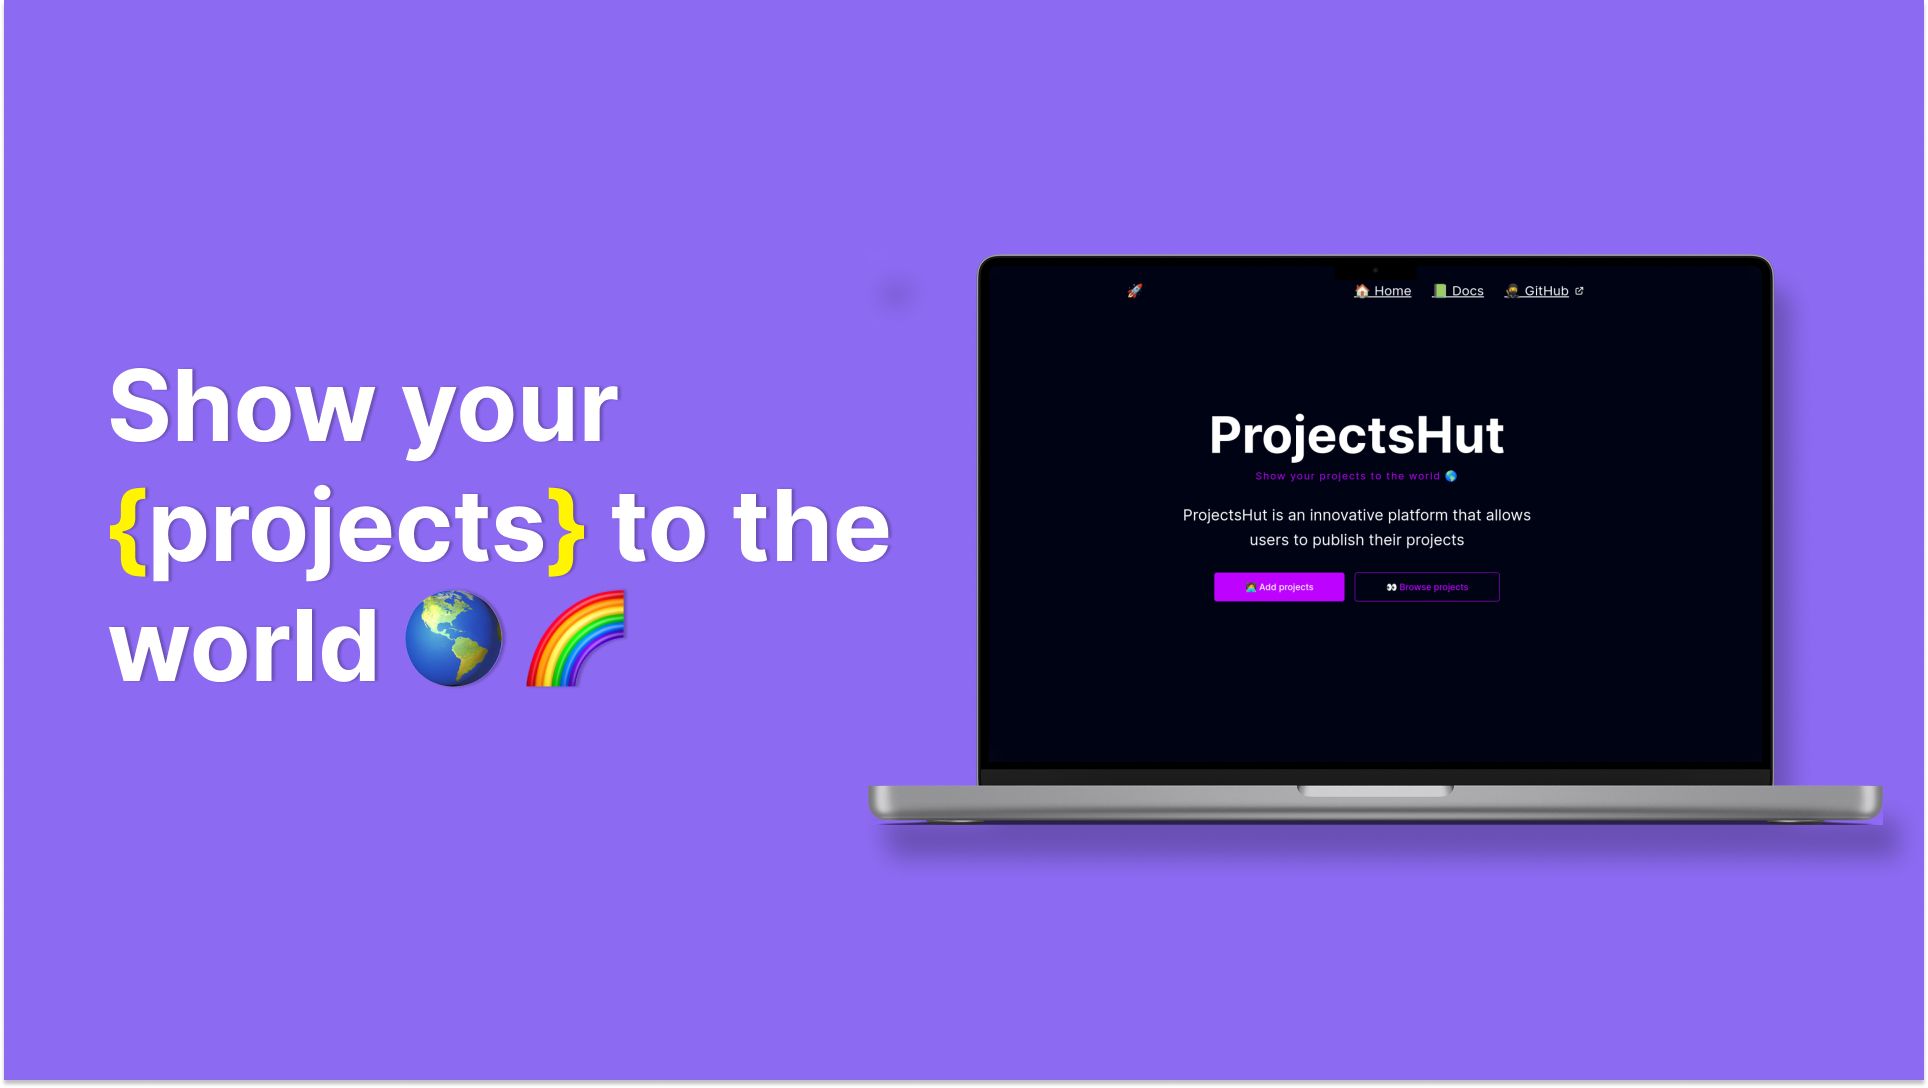 Show your
{projects} to the
world 🌎 🌈
🚀 🏠 Home 📗 Docs 🥷 GitHub
ProjectsHut
Show your projects to the world 🌎
ProjectsHut is an innovative platform that allows
users to publish their projects
👩‍💻 Add projects 👀 Browse projects